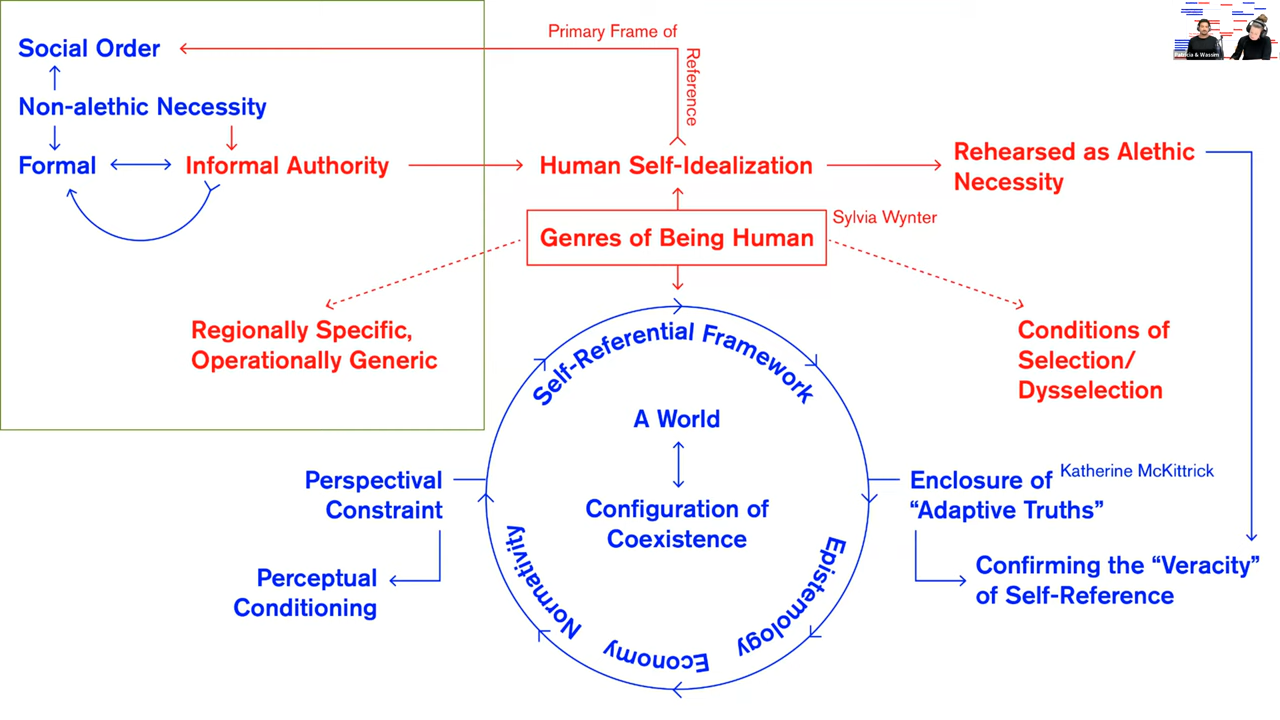 Primary Frame of
Reference
Social Order
Non-alethic Necessity
Formal
Informal Authority
Human Self-Idealization
Rehearsed as Alethic
Necessity
Genres of Being Human
Sylvia Wynter
Regionally Specific,
Operationally Generic
Conditions of
Selection/
Dysselection
Self-Referential Framework
A World
Configuration of
Coexistence
Epistemology
Economy
Normativity
Perspectival
Constraint
Perceptual
Conditioning
Enclosure of
“Adaptive Truths”
Katherine McKittrick
Confirming the “Veracity”
of Self-Reference
Patricia & Wassim